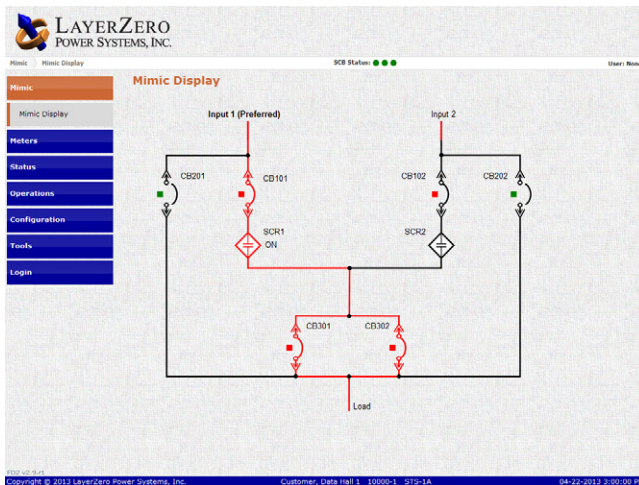 LAYERZERO
POWER SYSTEMS, INC.
Mimic Mimic Display
SCB Status:
User: Non
Mimic
Mimic Display
Meters
Status
Operations
Configuration
Tools
Login
Mimic Display
Input 1 (Preferred)
Input 2
CB201
CB101
CB102
CB202
SCR1
ON
SCR2
CB301
CB302
Load
Copyright © 2013 LayerZero Power Systems, Inc.
Customer, Data Hall 1 10000-1 STS-1A
04-22-2013 3:00:00 P